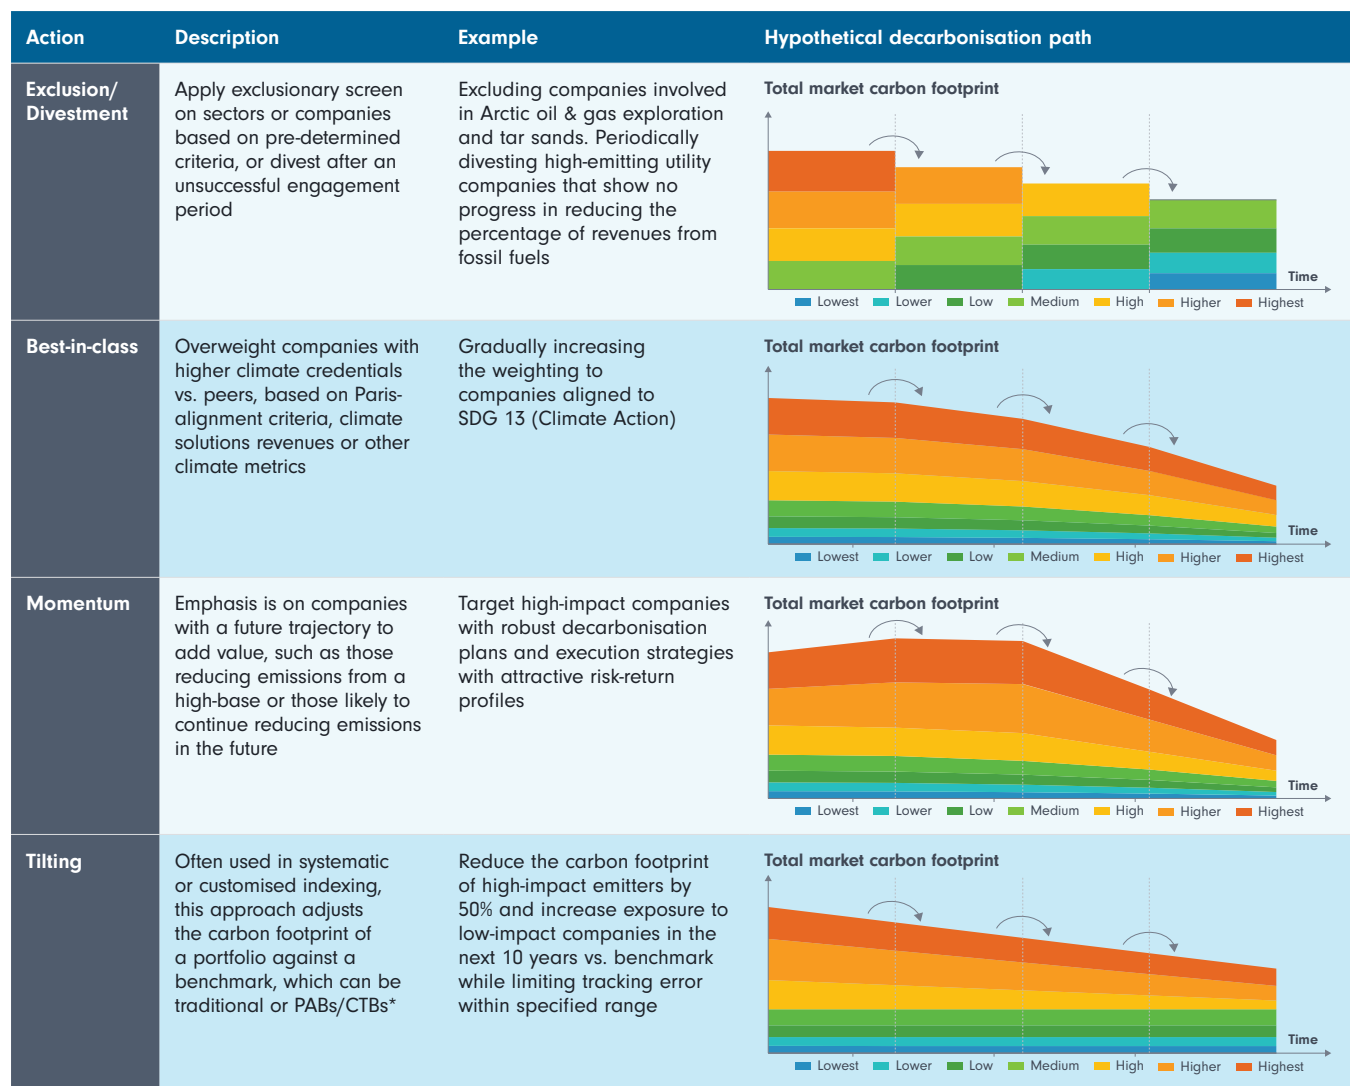 Action Description Example Hypothetical decarbonisation path
Exclusion/
Divestment
Apply exclusionary screen
on sectors or companies
based on pre-determined
criteria, or divest after an
unsuccessful engagement
period
Excluding companies involved
in Arctic oil & gas exploration
and tar sands. Periodically
divesting high-emitting utility
companies that show no
progress in reducing the
percentage of revenues from
fossil fuels
Total market carbon footprint
Time
Lowest Lower Low Medium High Higher Highest
Best-in-class
Overweight companies with
higher climate credentials
vs. peers, based on Paris-
alignment criteria, climate
solutions revenues or other
climate metrics
Gradually increasing
the weighting to
companies aligned to
SDG 13 (Climate Action)
Total market carbon footprint
Time
Lowest Lower Low Medium High Higher Highest
Momentum
Emphasis is on companies
with a future trajectory to
add value, such as those
reducing emissions from a
high-base or those likely to
continue reducing emissions
in the future
Target high-impact companies
with robust decarbonisation
plans and execution strategies
with attractive risk-return
profiles
Total market carbon footprint
Time
Lowest Lower Low Medium High Higher Highest
Tilting
Often used in systematic
or customised indexing,
this approach adjusts
the carbon footprint of
a portfolio against a
benchmark, which can be
traditional or PABs/CTBs*
Reduce the carbon footprint
of high-impact emitters by
50% and increase exposure to
low-impact companies in the
next 10 years vs. benchmark
while limiting tracking error
within specified range
Total market carbon footprint
Time
Lowest Lower Low Medium High Higher Highest